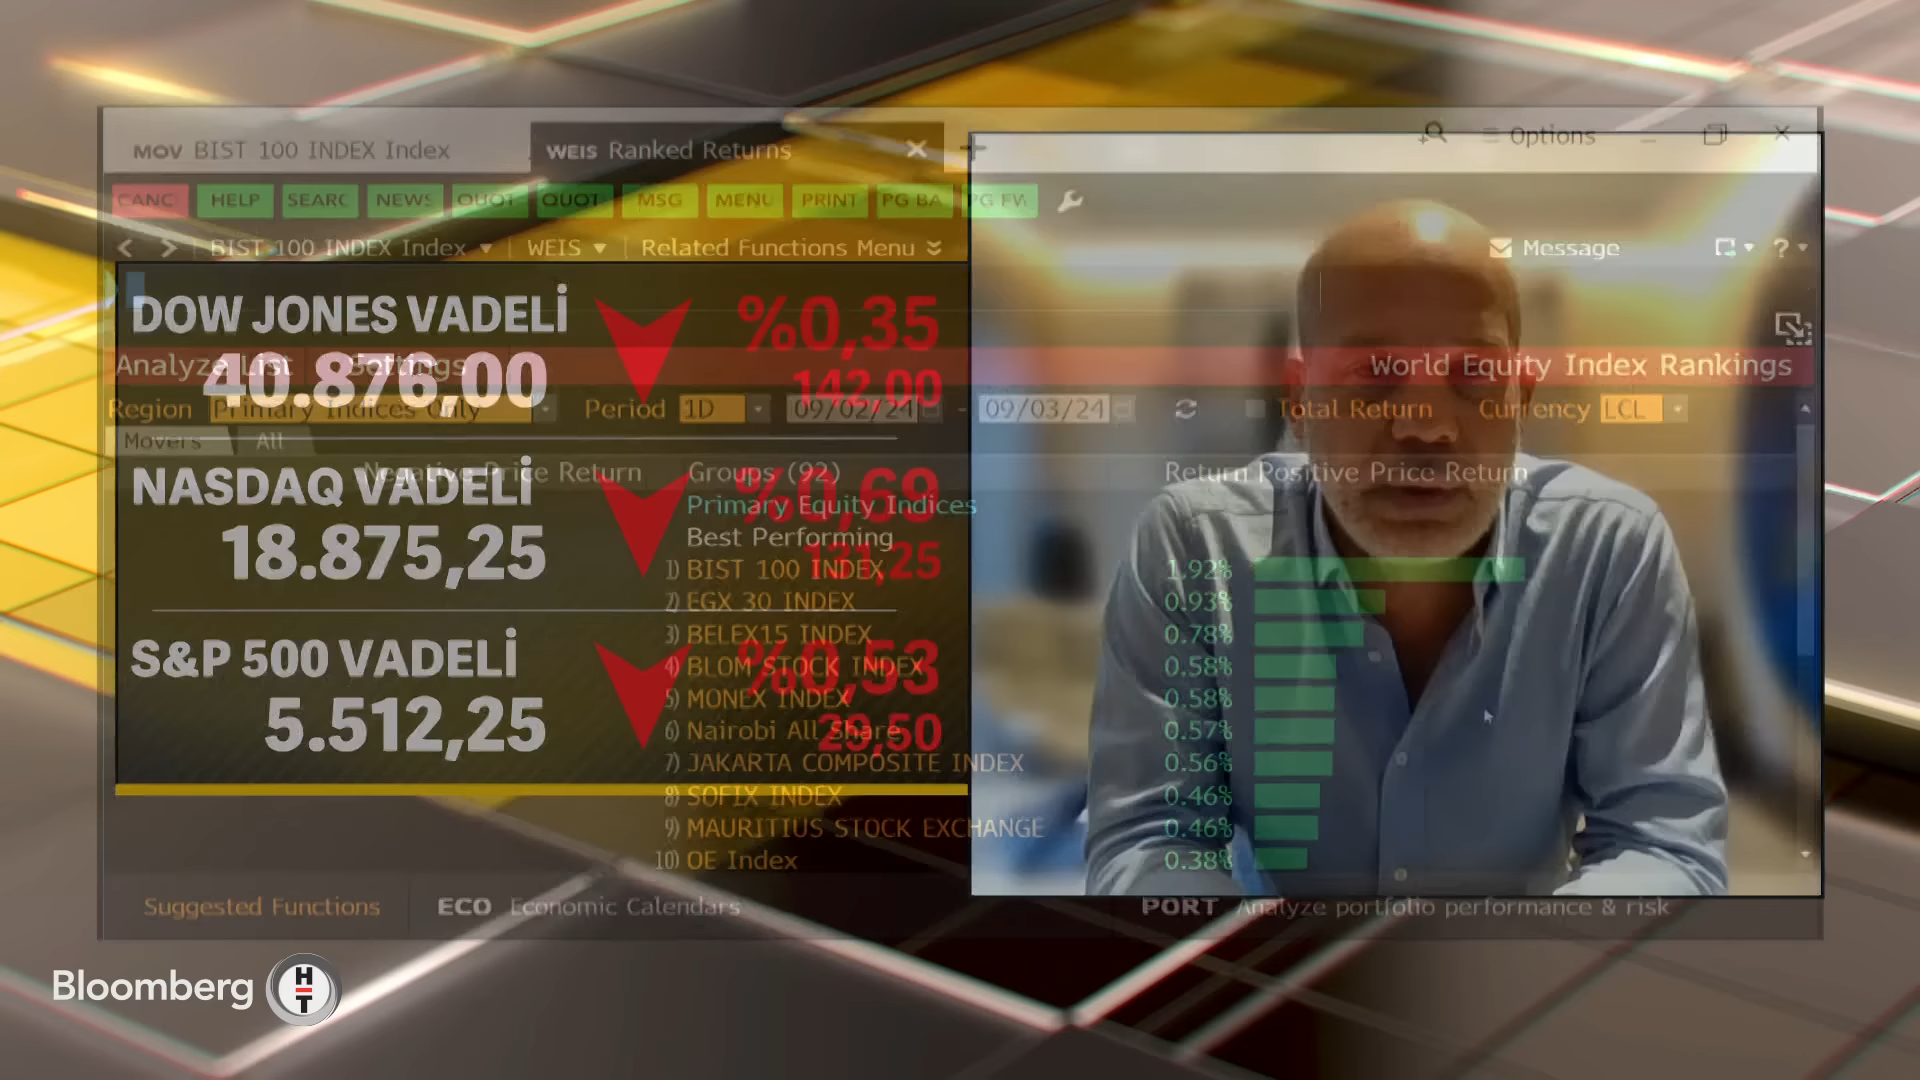 MOV BIST 100 INDEX Index
WEIS Ranked Returns
Options
CANC HELP SEARC NEWS QUOT QUOT MSG MENU PRINT PG BA PG FW
BIST 100 INDEX Index WEIS Related Functions Menu
Message
?
DOW JONES VADELİ
40.876,00
%0,35
142,00
Analyze List Settings
World Equity Index Rankings
Region Primary Indices Only Period 1D 09/02/24 - 09/03/24 Total Return Currency LCL
Movers All
Negative Price Return Groups (92) Return Positive Price Return
NASDAQ VADELİ
18.875,25
%0,69
131,25
Primary Equity Indices
Best Performing
1) BIST 100 INDEX 1.92%
2) EGX 30 INDEX 0.93%
3) BELEX15 INDEX 0.78%
4) BLOM STOCK INDEX 0.58%
5) MONEX INDEX 0.58%
6) Nairobi All Share 0.57%
7) JAKARTA COMPOSITE INDEX 0.56%
8) SOFIX INDEX 0.46%
9) MAURITIUS STOCK EXCHANGE 0.46%
10) OE Index 0.38%
S&P 500 VADELİ
5.512,25
%0,53
29,50
Suggested Functions ECO Economic Calendars PORT Analyze portfolio performance & risk
Bloomberg HT